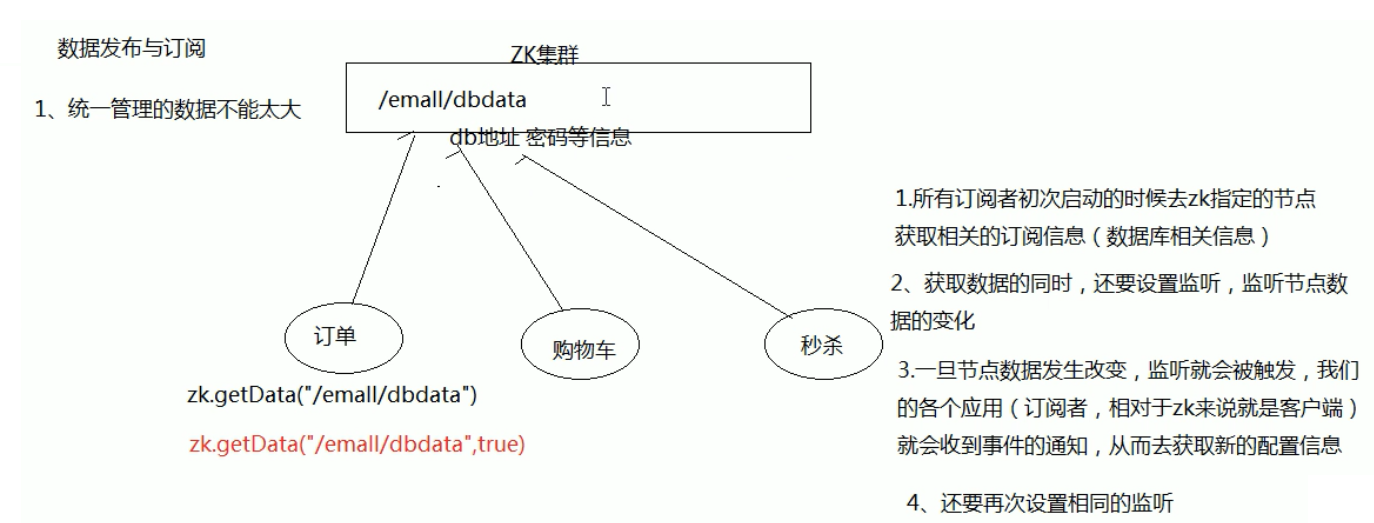 数据发布与订阅
ZK集群
1、统一管理的数据不能太大
/emall/dbdata
db地址 密码等信息
1.所有订阅者初次启动的时候去zk指定的节点
获取相关的订阅信息（数据库相关信息）
2、获取数据的同时，还要设置监听，监听节点数
据的变化
订单
购物车
秒杀
3.一旦节点数据发生改变，监听就会被触发，我们
的各个应用（订阅者，相对于zk来说就是客户端）
就会收到事件的通知，从而去获取新的配置信息
zk.getData("/emall/dbdata")
zk.getData("/emall/dbdata",true)
4、还要再次设置相同的监听